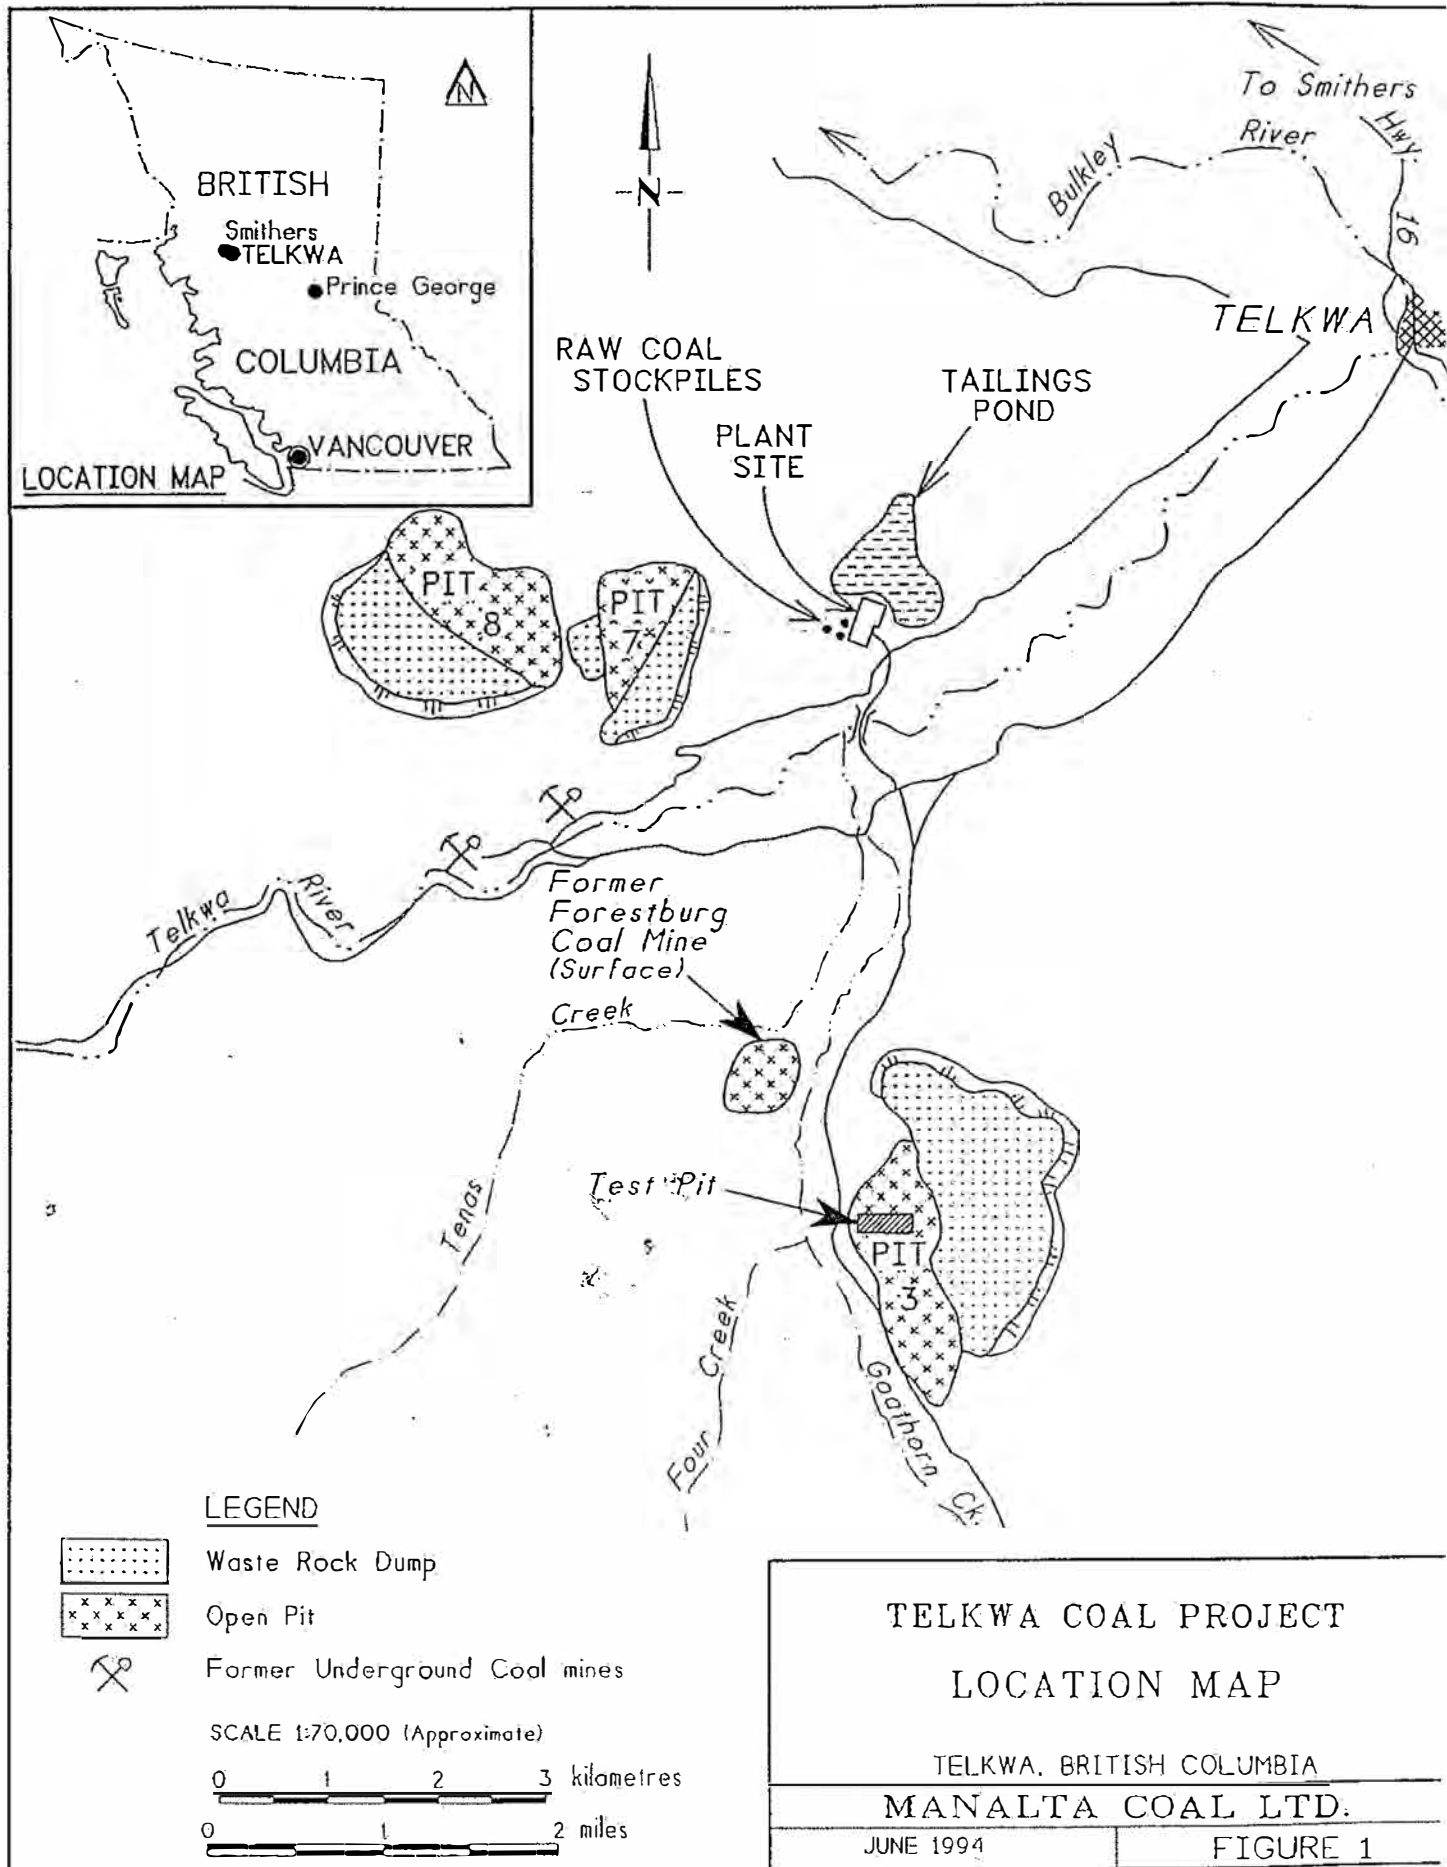 N
BRITISH
Smithers
TELKWA
Prince George
COLUMBIA
VANCOUVER
LOCATION MAP
-N-
To Smithers
River
Bulkley
Hwy.
16
TELKWA
RAW COAL
STOCKPILES
PLANT
SITE
TAILINGS
POND
PIT
8
PIT
7
Telkwa
River
Former
Forestburg
Coal Mine
(Surface)
Creek
Tenas
Test Pit
PIT
3
Creek
Four
Goathorn
Ck.
LEGEND
Waste Rock Dump
Open Pit
Former Underground Coal mines
SCALE 1:70,000 (Approximate)
0 1 2 3 kilometres
0 1 2 miles
TELKWA COAL PROJECT
LOCATION MAP
TELKWA, BRITISH COLUMBIA
MANALTA COAL LTD.
JUNE 1994
FIGURE 1